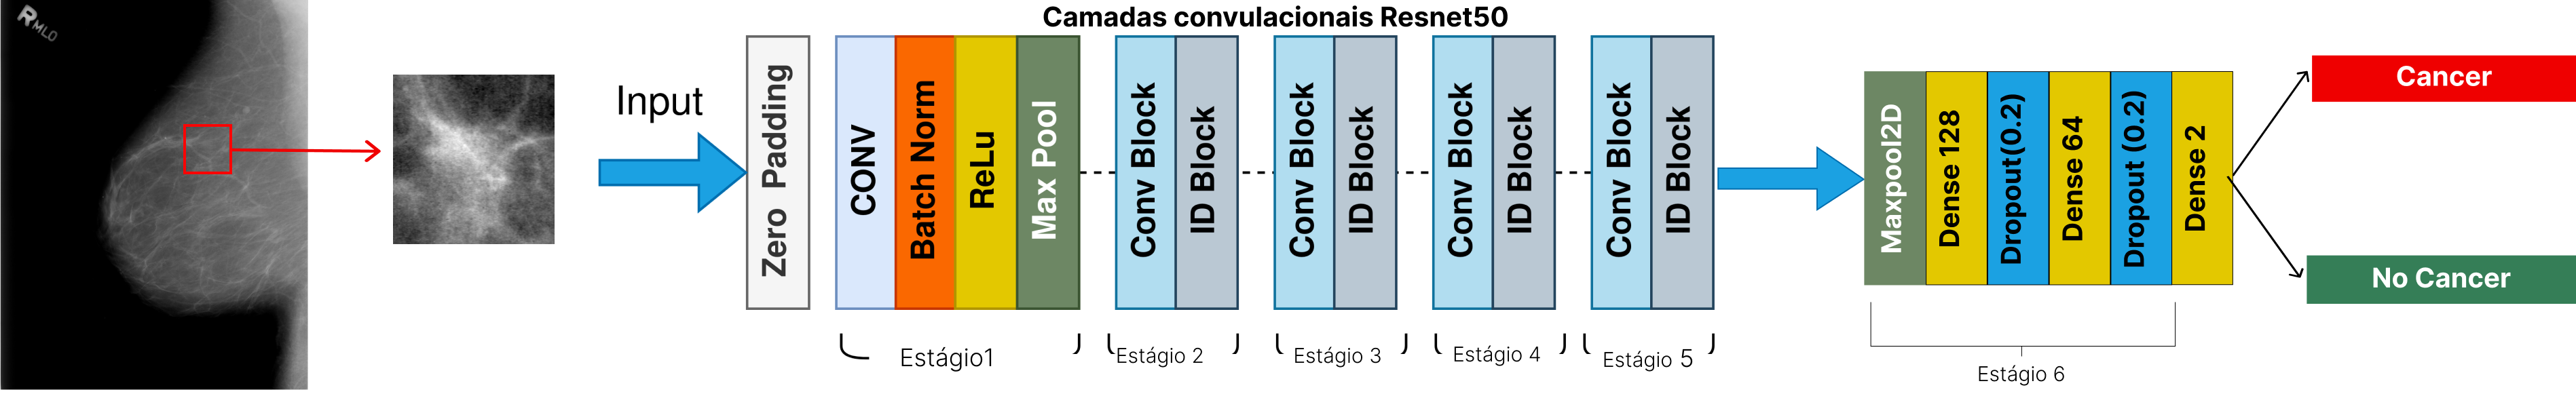 RMLO
Camadas convulacionais Resnet50
Input
Zero Padding
CONV
Batch Norm
ReLu
Max Pool
Conv Block
ID Block
Conv Block
ID Block
Conv Block
ID Block
Conv Block
ID Block
Maxpool2D
Dense 128
Dropout(0.2)
Dense 64
Dropout (0.2)
Dense 2
Cancer
No Cancer
Estágio1
Estágio 2
Estágio 3
Estágio 4
Estágio 5
Estágio 6